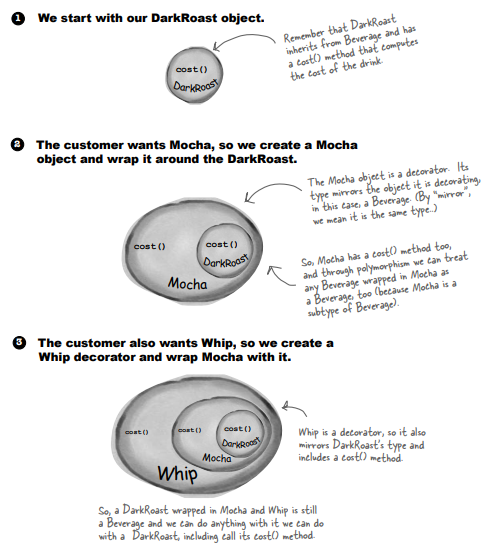 1 We start with our DarkRoast object.
Remember that DarkRoast
inherits from Beverage and has
a cost() method that computes
the cost of the drink.
cost()
DarkRoast
2 The customer wants Mocha, so we create a Mocha
object and wrap it around the DarkRoast.
The Mocha object is a decorator. Its
type mirrors the object it is decorating,
in this case, a Beverage. (By "mirror",
we mean it is the same type..)
cost()
cost()
DarkRoast
Mocha
So, Mocha has a cost() method too,
and through polymorphism we can treat
any Beverage wrapped in Mocha as
a Beverage, too (because Mocha is a
subtype of Beverage).
3 The customer also wants Whip, so we create a
Whip decorator and wrap Mocha with it.
cost()
cost()
cost()
DarkRoast
Mocha
Whip
Whip is a decorator, so it also
mirrors DarkRoast's type and
includes a cost() method.
So, a DarkRoast wrapped in Mocha and Whip is still
a Beverage and we can do anything with it we can do
with a DarkRoast, including call its cost() method.